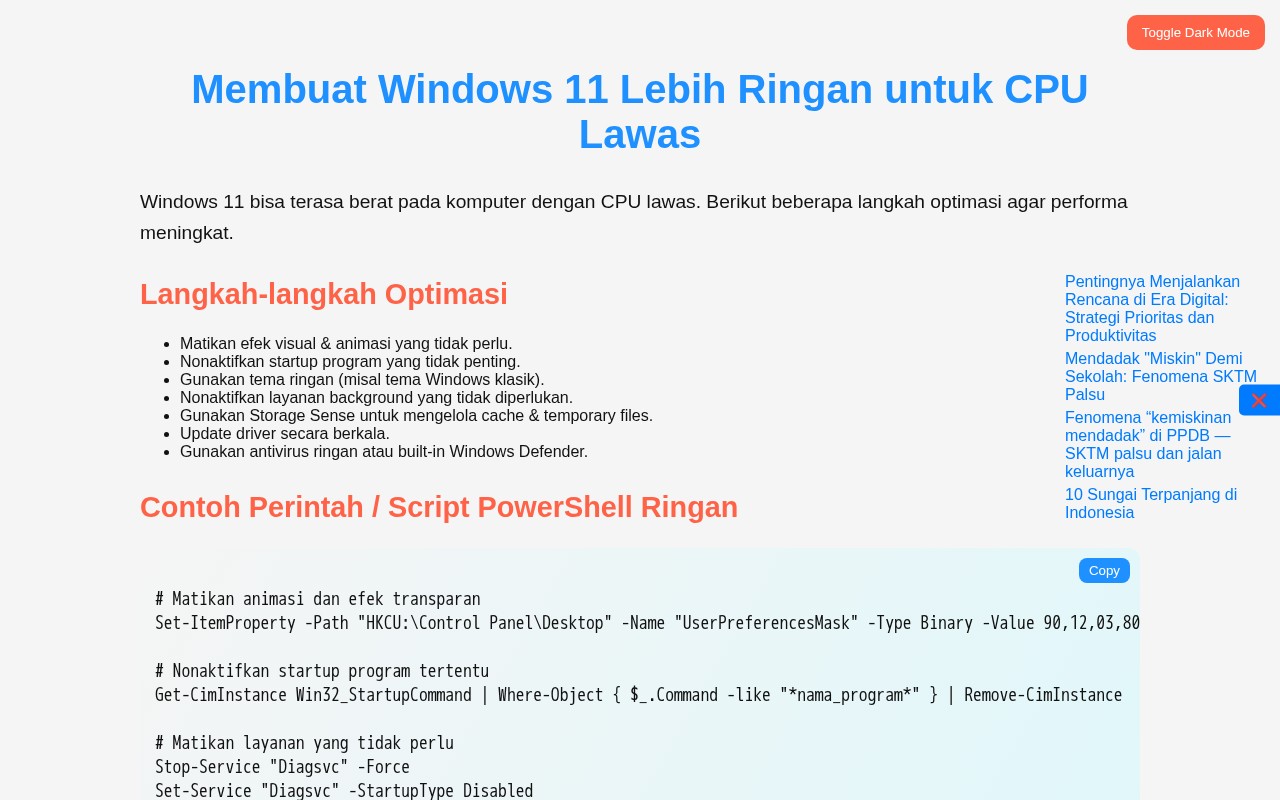 Toggle Dark Mode
Membuat Windows 11 Lebih Ringan untuk CPU
Lawas
Windows 11 bisa terasa berat pada komputer dengan CPU lawas. Berikut beberapa langkah optimasi agar performa
meningkat.
Langkah-langkah Optimasi
Matikan efek visual & animasi yang tidak perlu.
Nonaktifkan startup program yang tidak penting.
Gunakan tema ringan (misal tema Windows klasik).
Nonaktifkan layanan background yang tidak diperlukan.
Gunakan Storage Sense untuk mengelola cache & temporary files.
Update driver secara berkala.
Gunakan antivirus ringan atau built-in Windows Defender.
Pentingnya Menjalankan
Rencana di Era Digital:
Strategi Prioritas dan
Produktivitas
Mendadak "Miskin" Demi
Sekolah: Fenomena SKTM
Palsu
Fenomena “kemiskinan
mendadak” di PPDB —
SKTM palsu dan jalan
keluarnya
10 Sungai Terpanjang di
Indonesia
Contoh Perintah / Script PowerShell Ringan
Copy
# Matikan animasi dan efek transparan
Set-ItemProperty -Path "HKCU:\Control Panel\Desktop" -Name "UserPreferencesMask" -Type Binary -Value 90,12,03,80
# Nonaktifkan startup program tertentu
Get-CimInstance Win32_StartupCommand | Where-Object { $_.Command -like "*nama_program*" } | Remove-CimInstance
# Matikan layanan yang tidak perlu
Stop-Service "Diagsvc" -Force
Set-Service "Diagsvc" -StartupType Disabled